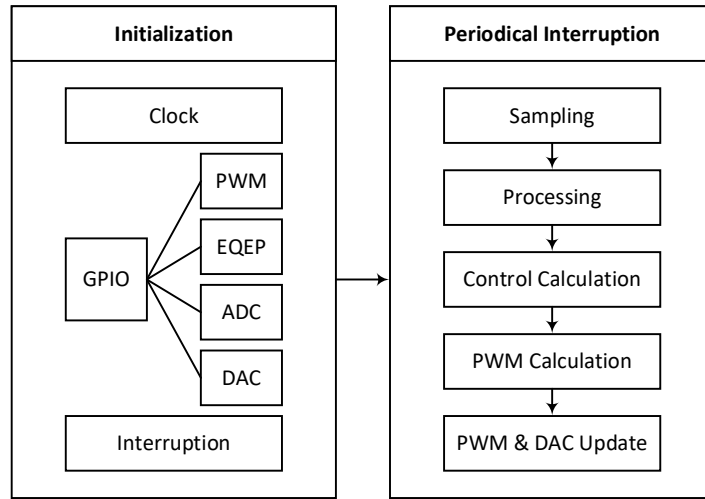 Initialization
Clock
PWM
EQEP
GPIO
ADC
DAC
Interruption
Periodical Interruption
Sampling
Processing
Control Calculation
PWM Calculation
PWM & DAC Update